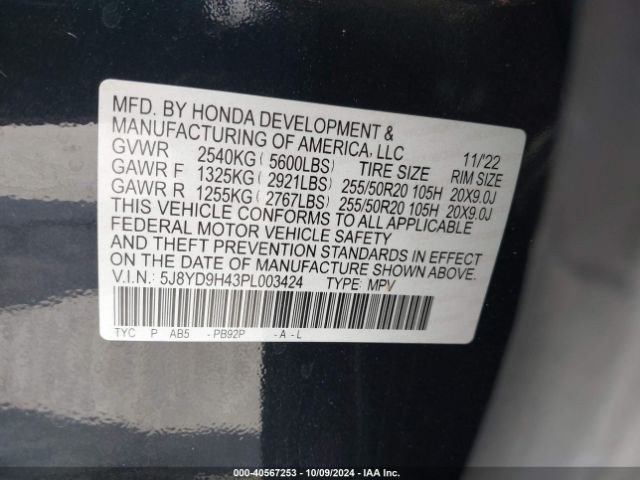 MFD. BY HONDA DEVELOPMENT &
MANUFACTURING OF AMERICA, LLC 11/22
GVWR 2540KG ( 5600LBS) TIRE SIZE RIM SIZE
GAWR F 1325KG ( 2921LBS) 255/50R20 105H 20X9.0J
GAWR R 1255KG ( 2767LBS) 255/50R20 105H 20X9.0J
THIS VEHICLE CONFORMS TO ALL APPLICABLE
FEDERAL MOTOR VEHICLE SAFETY
AND THEFT PREVENTION STANDARDS IN EFFECT
ON THE DATE OF MANUFACTURE SHOWN ABOVE.
V.I.N.: 5J8YD9H43PL003424 TYPE: MPV
TYC P AB5 -PB92P -A-L
000-40567253 | 10/09/2024 | IAA Inc.